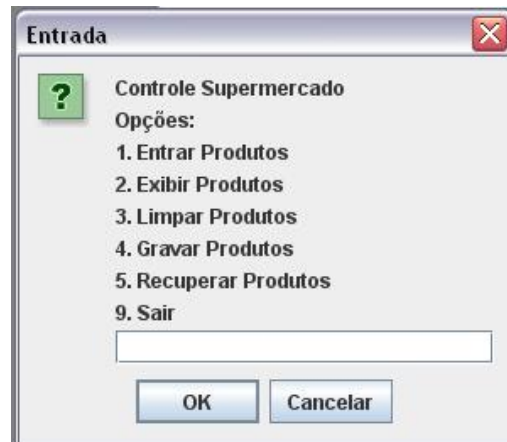 Entrada
Controle Supermercado
Opções:
1. Entrar Produtos
2. Exibir Produtos
3. Limpar Produtos
4. Gravar Produtos
5. Recuperar Produtos
9. Sair
OK Cancelar